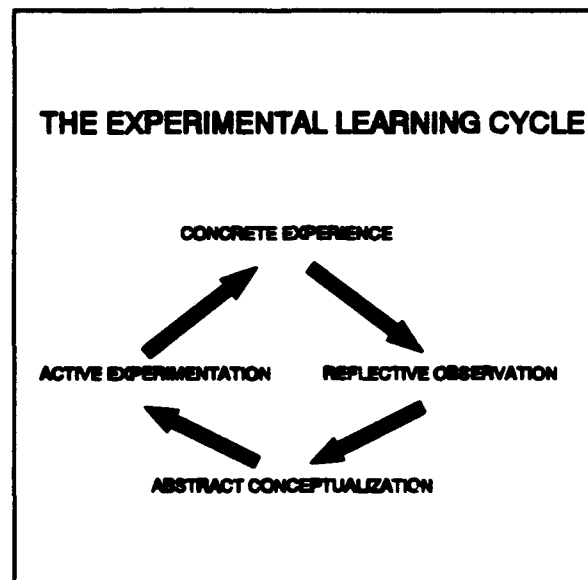 THE EXPERIMENTAL LEARNING CYCLE
CONCRETE EXPERIENCE
ACTIVE EXPERIMENTATION REFLECTIVE OBSERVATION
ABSTRACT CONCEPTUALIZATION